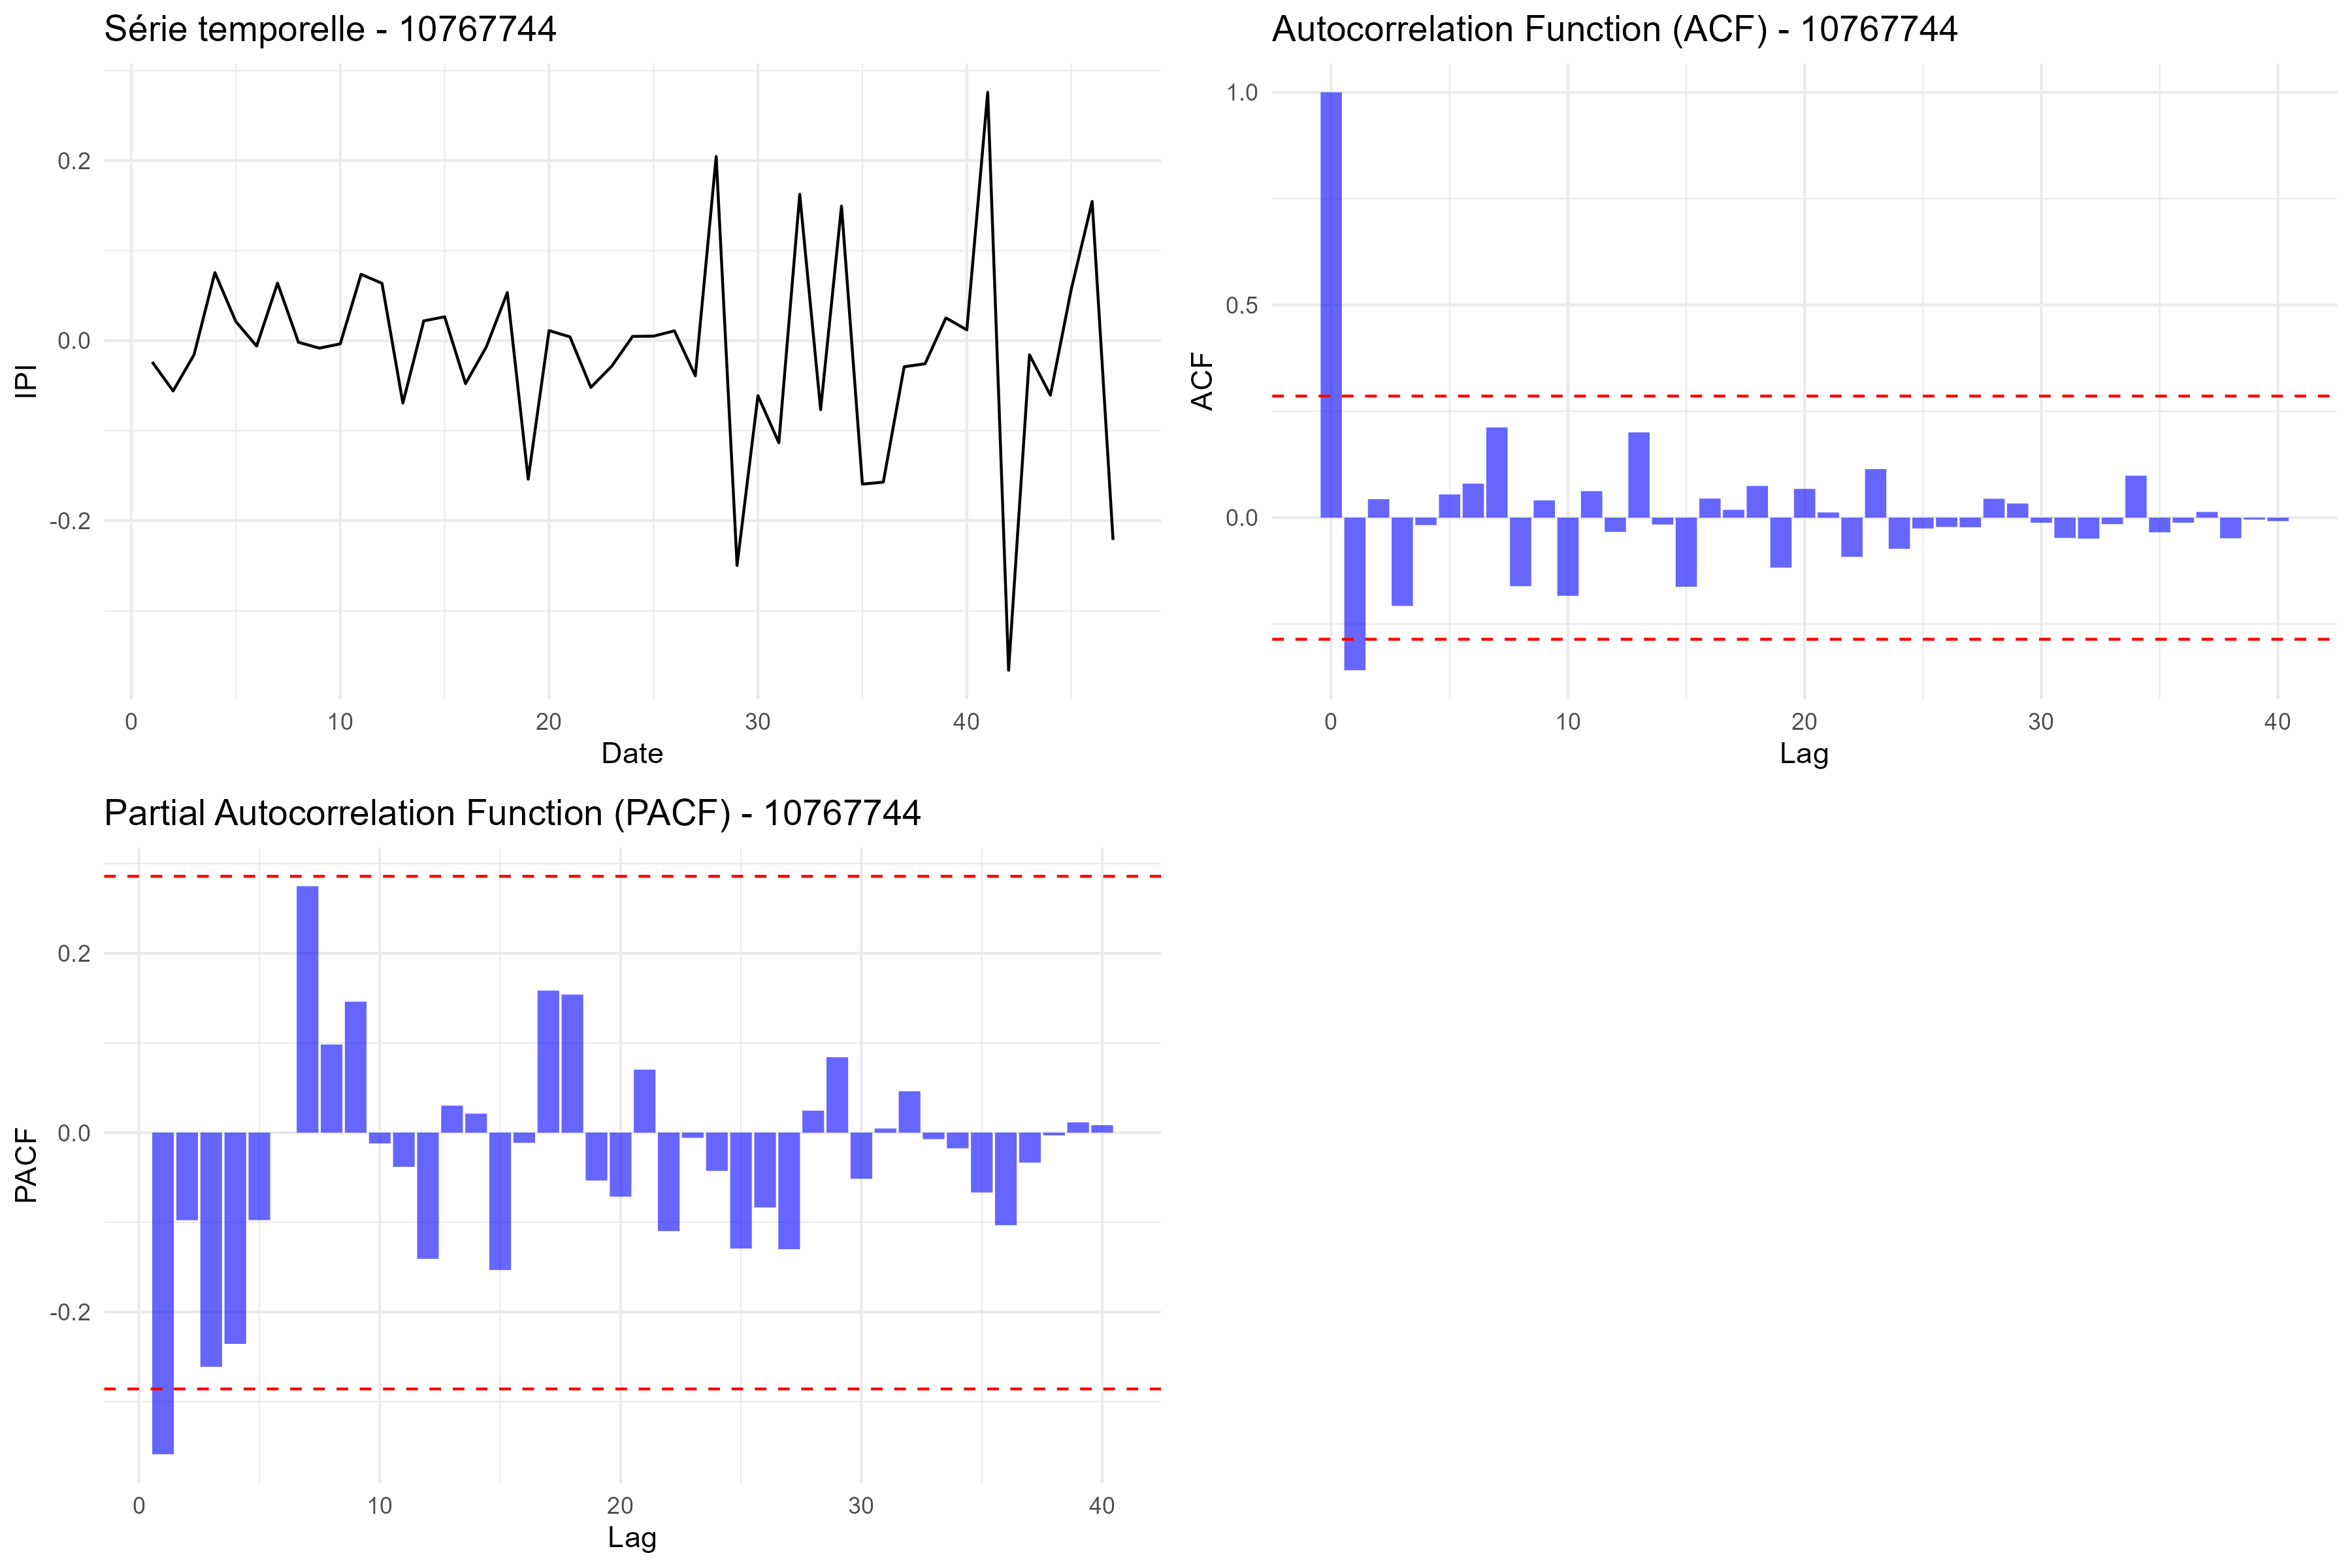 Série temporelle - 10767744
IPI
0.2
0.0
-0.2
0
10
20
30
40
Date
Autocorrelation Function (ACF) - 10767744
ACF
1.0
0.5
0.0
0
10
20
30
40
Lag
Partial Autocorrelation Function (PACF) - 10767744
PACF
0.2
0.0
-0.2
0
10
20
30
40
Lag